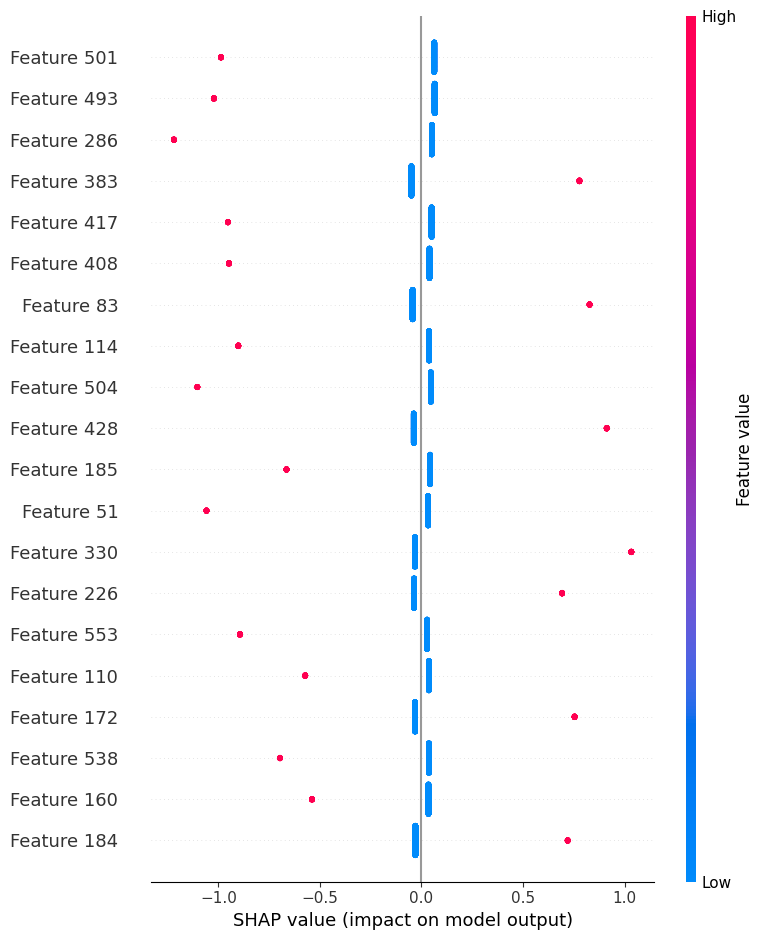 High
Feature 501
Feature 493
Feature 286
Feature 383
Feature 417
Feature 408
Feature 83
Feature 114
Feature 504
Feature 428
Feature 185
Feature 51
Feature 330
Feature 226
Feature 553
Feature 110
Feature 172
Feature 538
Feature 160
Feature 184
Feature value
Low
−1.0 −0.5 0.0 0.5 1.0
SHAP value (impact on model output)